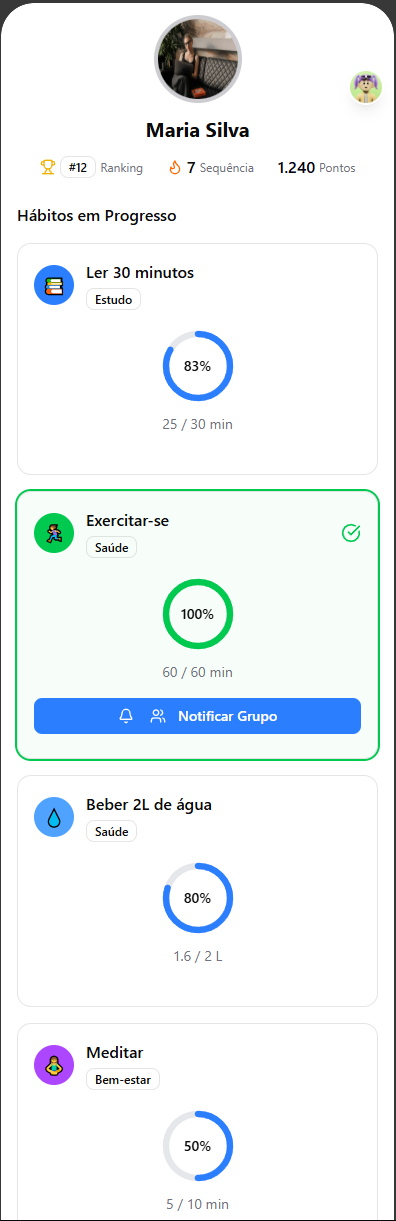 Maria Silva
#12 Ranking 7 Sequência 1.240 Pontos
Hábitos em Progresso
Ler 30 minutos
Estudo
83%
25 / 30 min
Exercitar-se
Saúde
100%
60 / 60 min
Notificar Grupo
Beber 2L de água
Saúde
80%
1.6 / 2 L
Meditar
Bem-estar
50%
5 / 10 min